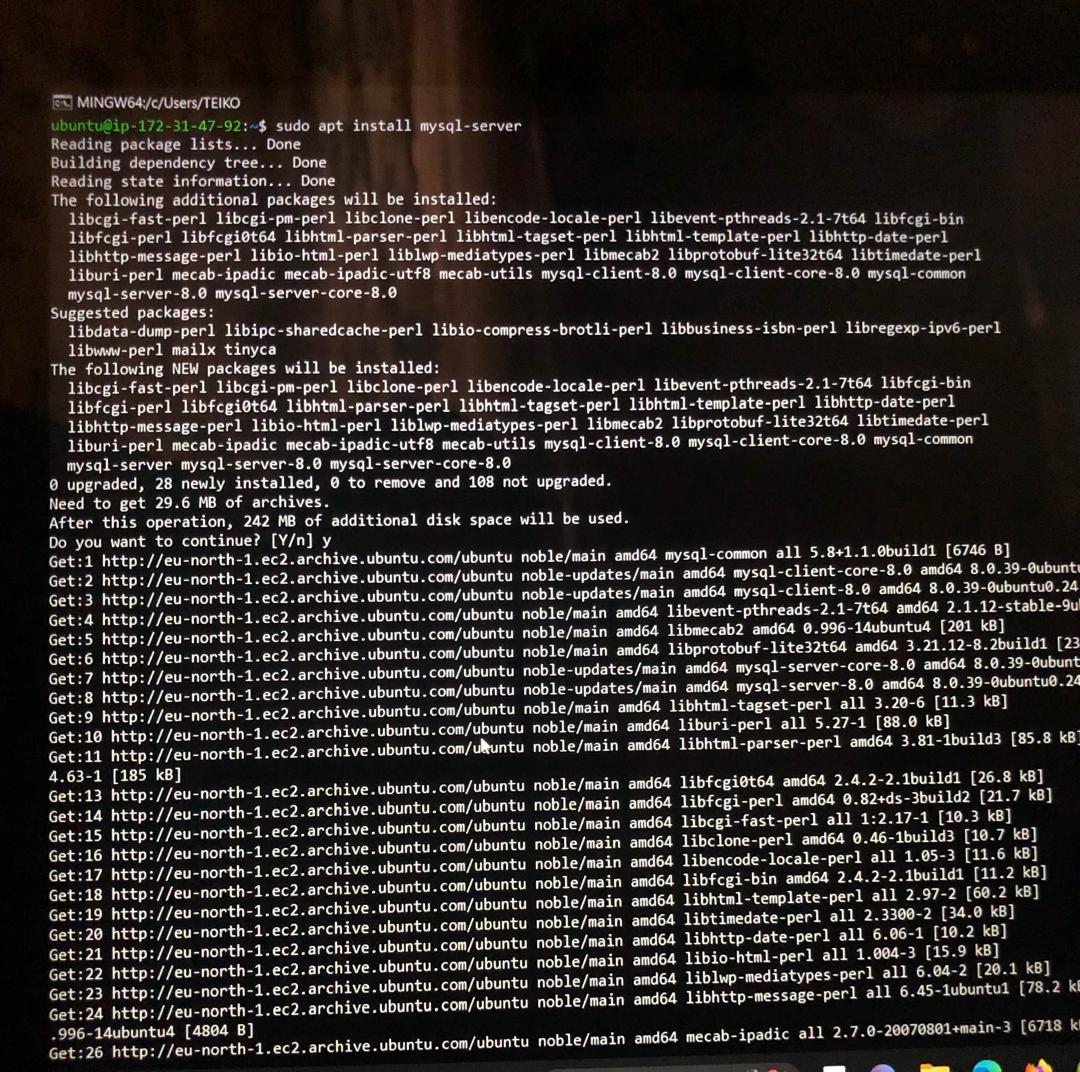 MINGW64:/c/Users/TEIKO
ubuntu@ip-172-31-47-92:~$ sudo apt install mysql-server
Reading package lists... Done
Building dependency tree... Done
Reading state information... Done
The following additional packages will be installed:
  libcgi-fast-perl libcgi-pm-perl libclone-perl libencode-locale-perl libevent-pthreads-2.1-7t64 libfcgi-bin
  libfcgi-perl libfcgi0t64 libhtml-parser-perl libhtml-tagset-perl libhtml-template-perl libhttp-date-perl
  libhttp-message-perl libio-html-perl liblwp-mediatypes-perl libmecab2 libprotobuf-lite32t64 libtimedate-perl
  liburi-perl mecab-ipadic mecab-ipadic-utf8 mecab-utils mysql-client-8.0 mysql-client-core-8.0 mysql-common
  mysql-server-8.0 mysql-server-core-8.0
Suggested packages:
  libdata-dump-perl libipc-sharedcache-perl libio-compress-brotli-perl libbusiness-isbn-perl libregexp-ipv6-perl
  libwww-perl mailx tinyca
The following NEW packages will be installed:
  libcgi-fast-perl libcgi-pm-perl libclone-perl libencode-locale-perl libevent-pthreads-2.1-7t64 libfcgi-bin
  libfcgi-perl libfcgi0t64 libhtml-parser-perl libhtml-tagset-perl libhtml-template-perl libhttp-date-perl
  libhttp-message-perl libio-html-perl liblwp-mediatypes-perl libmecab2 libprotobuf-lite32t64 libtimedate-perl
  liburi-perl mecab-ipadic mecab-ipadic-utf8 mecab-utils mysql-client-8.0 mysql-client-core-8.0 mysql-common
  mysql-server mysql-server-8.0 mysql-server-core-8.0
0 upgraded, 28 newly installed, 0 to remove and 108 not upgraded.
Need to get 29.6 MB of archives.
After this operation, 242 MB of additional disk space will be used.
Do you want to continue? [Y/n] y
Get:1 http://eu-north-1.ec2.archive.ubuntu.com/ubuntu noble/main amd64 mysql-common all 5.8+1.1.0build1 [6746 B]
Get:2 http://eu-north-1.ec2.archive.ubuntu.com/ubuntu noble-updates/main amd64 mysql-client-core-8.0 amd64 8.0.39-0ubuntu
Get:3 http://eu-north-1.ec2.archive.ubuntu.com/ubuntu noble-updates/main amd64 mysql-client-8.0 amd64 8.0.39-0ubuntu0.24
Get:4 http://eu-north-1.ec2.archive.ubuntu.com/ubuntu noble/main amd64 libevent-pthreads-2.1-7t64 amd64 2.1.12-stable-9u
Get:5 http://eu-north-1.ec2.archive.ubuntu.com/ubuntu noble/main amd64 libmecab2 amd64 0.996-14ubuntu4 [201 kB]
Get:6 http://eu-north-1.ec2.archive.ubuntu.com/ubuntu noble/main amd64 libprotobuf-lite32t64 amd64 3.21.12-8.2build1 [23
Get:7 http://eu-north-1.ec2.archive.ubuntu.com/ubuntu noble-updates/main amd64 mysql-server-core-8.0 amd64 8.0.39-0ubunt
Get:8 http://eu-north-1.ec2.archive.ubuntu.com/ubuntu noble-updates/main amd64 mysql-server-8.0 amd64 8.0.39-0ubuntu0.24
Get:9 http://eu-north-1.ec2.archive.ubuntu.com/ubuntu noble/main amd64 libhtml-tagset-perl all 3.20-6 [11.3 kB]
Get:10 http://eu-north-1.ec2.archive.ubuntu.com/ubuntu noble/main amd64 liburi-perl all 5.27-1 [88.0 kB]
Get:11 http://eu-north-1.ec2.archive.ubuntu.com/ubuntu noble/main amd64 libhtml-parser-perl amd64 3.81-1build3 [85.8 kB]
4.63-1 [185 kB]
Get:13 http://eu-north-1.ec2.archive.ubuntu.com/ubuntu noble/main amd64 libfcgi0t64 amd64 2.4.2-2.1build1 [26.8 kB]
Get:14 http://eu-north-1.ec2.archive.ubuntu.com/ubuntu noble/main amd64 libfcgi-perl amd64 0.82+ds-3build2 [21.7 kB]
Get:15 http://eu-north-1.ec2.archive.ubuntu.com/ubuntu noble/main amd64 libcgi-fast-perl all 1:2.17-1 [10.3 kB]
Get:16 http://eu-north-1.ec2.archive.ubuntu.com/ubuntu noble/main amd64 libclone-perl amd64 0.46-1build3 [10.7 kB]
Get:17 http://eu-north-1.ec2.archive.ubuntu.com/ubuntu noble/main amd64 libencode-locale-perl all 1.05-3 [11.6 kB]
Get:18 http://eu-north-1.ec2.archive.ubuntu.com/ubuntu noble/main amd64 libfcgi-bin amd64 2.4.2-2.1build1 [11.2 kB]
Get:19 http://eu-north-1.ec2.archive.ubuntu.com/ubuntu noble/main amd64 libhtml-template-perl all 2.97-2 [60.2 kB]
Get:20 http://eu-north-1.ec2.archive.ubuntu.com/ubuntu noble/main amd64 libtimedate-perl all 2.3300-2 [34.0 kB]
Get:21 http://eu-north-1.ec2.archive.ubuntu.com/ubuntu noble/main amd64 libhttp-date-perl all 6.06-1 [10.2 kB]
Get:22 http://eu-north-1.ec2.archive.ubuntu.com/ubuntu noble/main amd64 libio-html-perl all 1.004-3 [15.9 kB]
Get:23 http://eu-north-1.ec2.archive.ubuntu.com/ubuntu noble/main amd64 liblwp-mediatypes-perl all 6.04-2 [20.1 kB]
Get:24 http://eu-north-1.ec2.archive.ubuntu.com/ubuntu noble/main amd64 libhttp-message-perl all 6.45-1ubuntu1 [78.2 kB
.996-14ubuntu4 [4804 B]
Get:26 http://eu-north-1.ec2.archive.ubuntu.com/ubuntu noble/main amd64 mecab-ipadic all 2.7.0-20070801+main-3 [6718 k